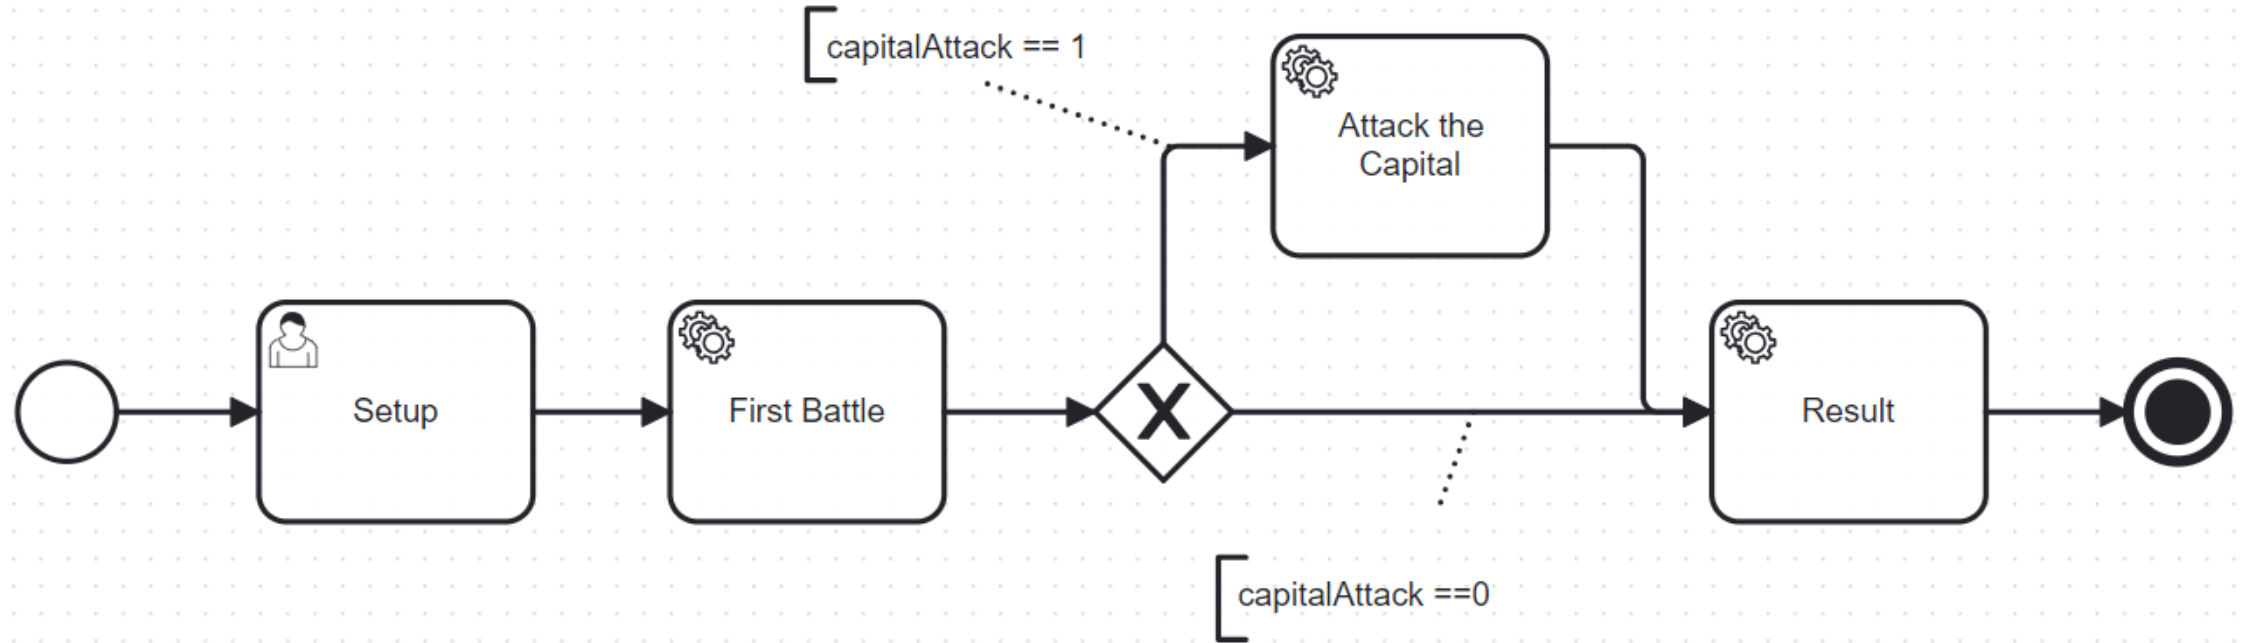 capitalAttack == 1
Attack the
Capital
Setup
First Battle
X
Result
capitalAttack ==0